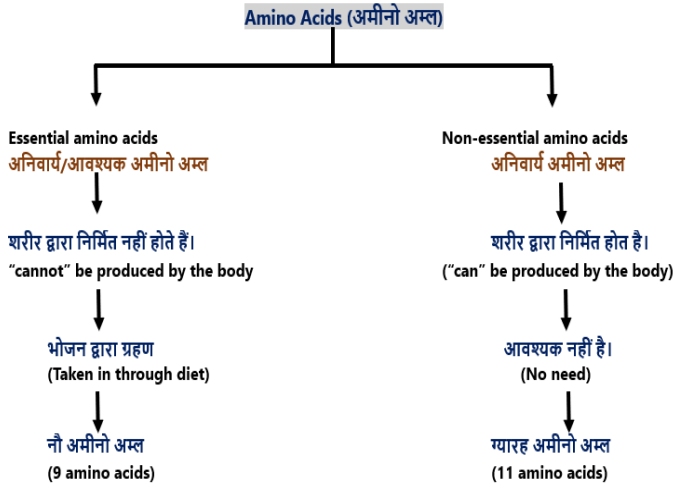 Amino Acids (अमीनो अम्ल)
Essential amino acids
अनिवार्य/आवश्यक अमीनो अम्ल
शरीर द्वारा निर्मित नहीं होते हैं।
“cannot” be produced by the body
भोजन द्वारा ग्रहण
(Taken in through diet)
नौ अमीनो अम्ल
(9 amino acids)
Non-essential amino acids
अनिवार्य अमीनो अम्ल
शरीर द्वारा निर्मित होत है।
(“can” be produced by the body)
आवश्यक नहीं है।
(No need)
ग्यारह अमीनो अम्ल
(11 amino acids)